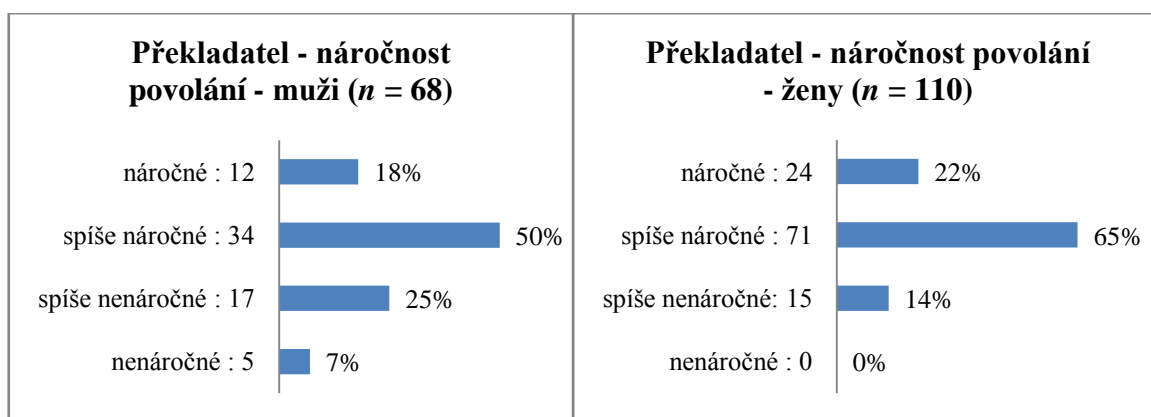 Překladatel - náročnost
povolání - muži (n = 68)
náročné : 12 18%
spíše náročné : 34 50%
spíše nenáročné : 17 25%
nenáročné : 5 7%
Překladatel - náročnost povolání
- ženy (n = 110)
náročné : 24 22%
spíše náročné : 71 65%
spíše nenáročné: 15 14%
nenáročné : 0 0%